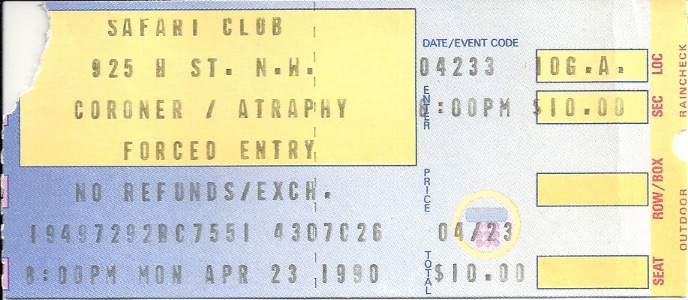 SAFARI CLUB
925 H ST. N.W.
CORONER / ATRAPHY
FORCED ENTRY
NO REFUNDS/EXCH.
19497292BC7551 4307C26
8:00PM MON APR 23 1990
DATE/EVENT CODE
04233
ENTER
8:00PM
PRICE
04/23
TOTAL
$10.00
10G.A.
$10.00
LOC
SEC
ROW/BOX
SEAT
RAINCHECK
OUTDOOR